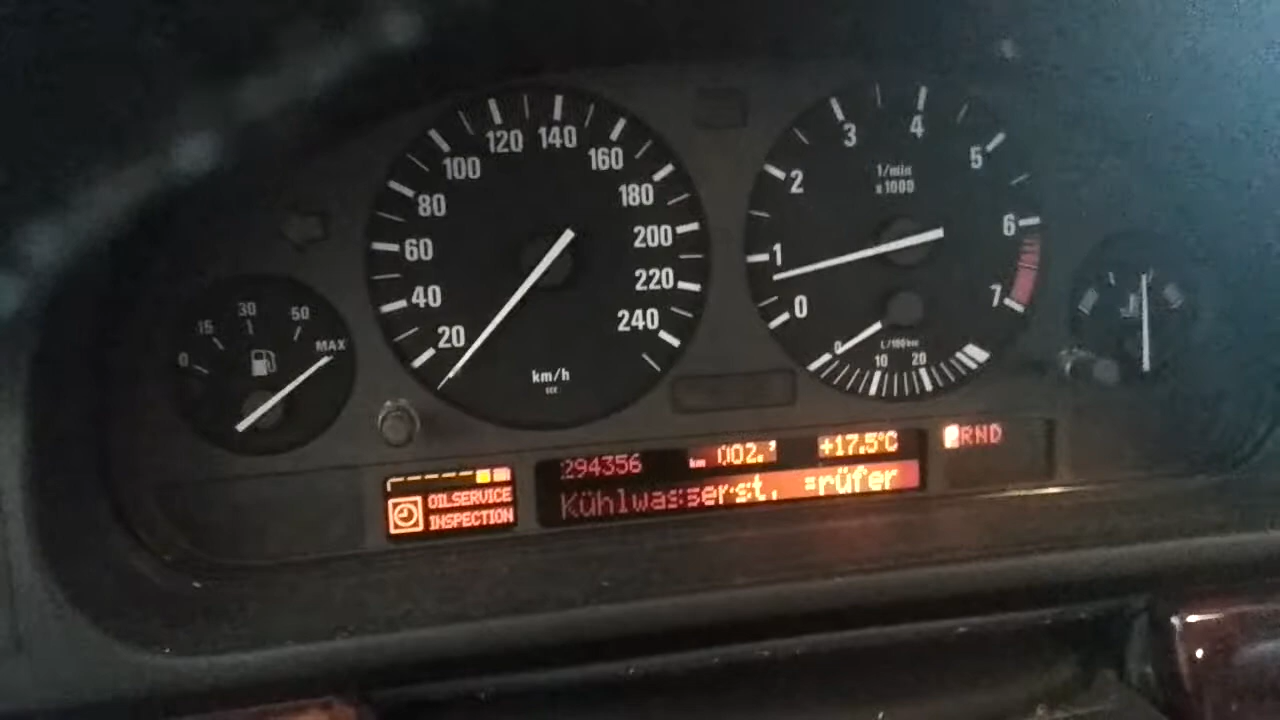 0 15 30 50 MAX
20 40 60 80 100 120 140 160 180 200 220 240
km/h
0 1 2 3 4 5 6 7
1/min
x1000
0 10 20
L/100km
OILSERVICE
INSPECTION
294356 km 002. +17.5°C
Kühlwasserst.
RND